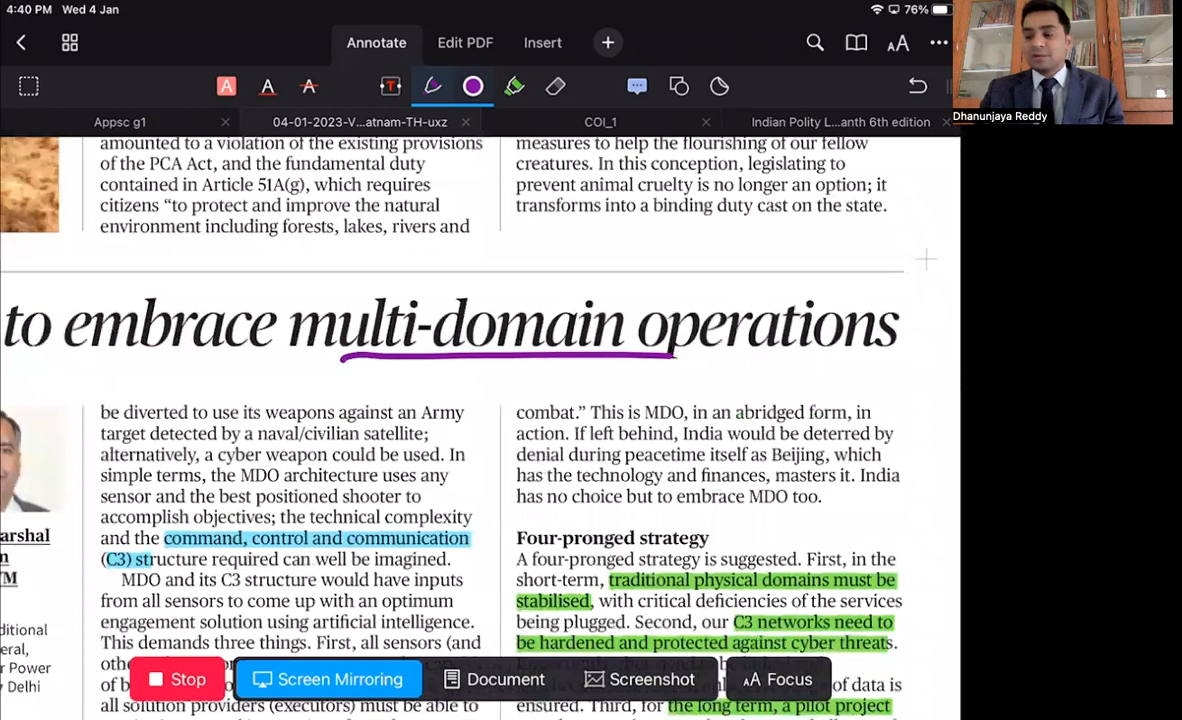 4:40 PM Wed 4 Jan
76%
Annotate
Edit PDF
Insert
AA
A
A
A
T
Dhanunjaya Reddy
Appsc g1
04-01-2023-V...atnam-TH-uxz
COI_1
Indian Polity L...anth 6th edition
amounted to a violation of the existing provisions
of the PCA Act, and the fundamental duty
contained in Article 51A(g), which requires
citizens “to protect and improve the natural
environment including forests, lakes, rivers and
measures to help the flourishing of our fellow
creatures. In this conception, legislating to
prevent animal cruelty is no longer an option; it
transforms into a binding duty cast on the state.
to embrace multi-domain operations
arshal
n
/M
ditional
eral,
r Power
Delhi
be diverted to use its weapons against an Army
target detected by a naval/civilian satellite;
alternatively, a cyber weapon could be used. In
simple terms, the MDO architecture uses any
sensor and the best positioned shooter to
accomplish objectives; the technical complexity
and the command, control and communication
(C3) structure required can well be imagined.
MDO and its C3 structure would have inputs
from all sensors to come up with an optimum
engagement solution using artificial intelligence.
This demands three things. First, all sensors (and
othe
of b
all solution providers (executors) must be able to
combat.” This is MDO, in an abridged form, in
action. If left behind, India would be deterred by
denial during peacetime itself as Beijing, which
has the technology and finances, masters it. India
has no choice but to embrace MDO too.
Four-pronged strategy
A four-pronged strategy is suggested. First, in the
short-term, traditional physical domains must be
stabilised, with critical deficiencies of the services
being plugged. Second, our C3 networks need to
be hardened and protected against cyber threats.
of data is
ensured. Third, for the long term, a pilot project
Stop
Screen Mirroring
Document
Screenshot
AA Focus